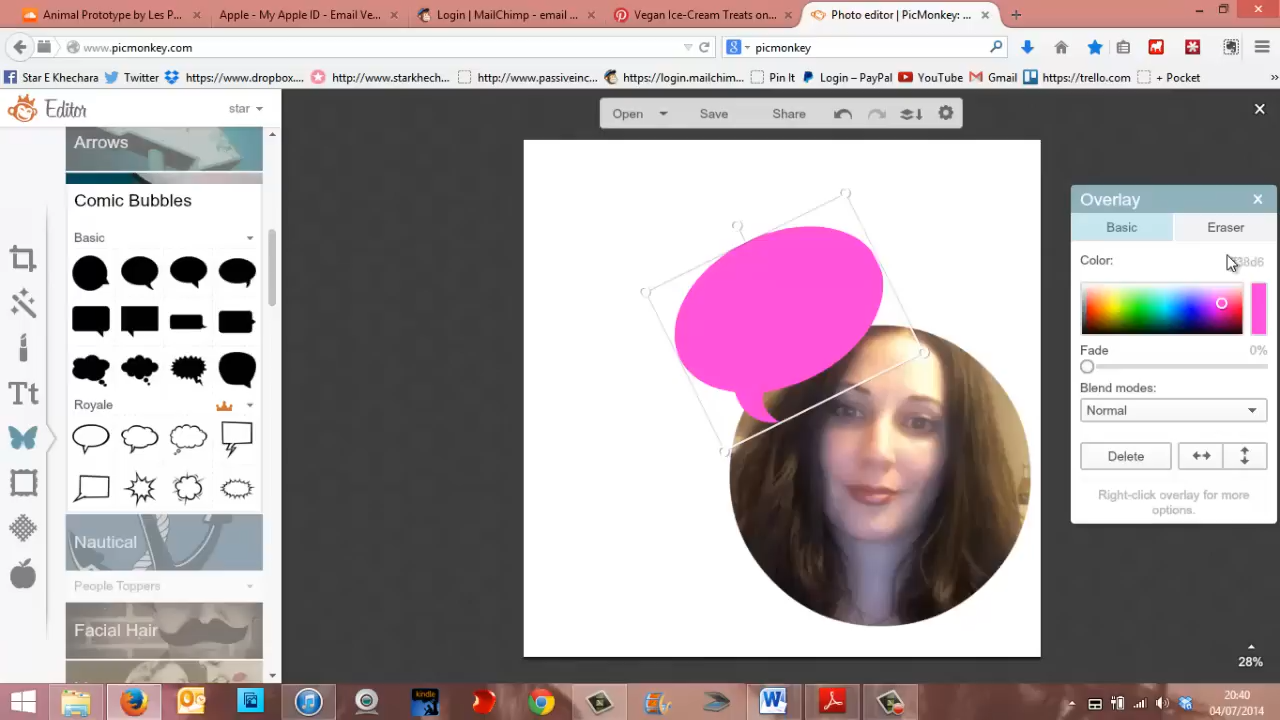 Animal Prototype by Les P
Apple - My Apple ID - Email Ve...
Login | MailChimp - email ...
Vegan Ice-Cream Treats on...
Photo editor | PicMonkey: ...
www.picmonkey.com
picmonkey
Star E Khechara
Twitter
https://www.dropbox....
http://www.starkhech...
http://www.passiveinc...
https://login.mailchim...
Pin It
Login – PayPal
YouTube
Gmail
https://trello.com
+ Pocket
Editor
star
Open
Save
Share
Arrows
Comic Bubbles
Basic
Royale
Nautical
People Toppers
Facial Hair
Overlay
Basic
Eraser
Color:
38d6
Fade
0%
Blend modes:
Normal
Delete
Right-click overlay for more
options.
28%
kindle
20:40
04/07/2014